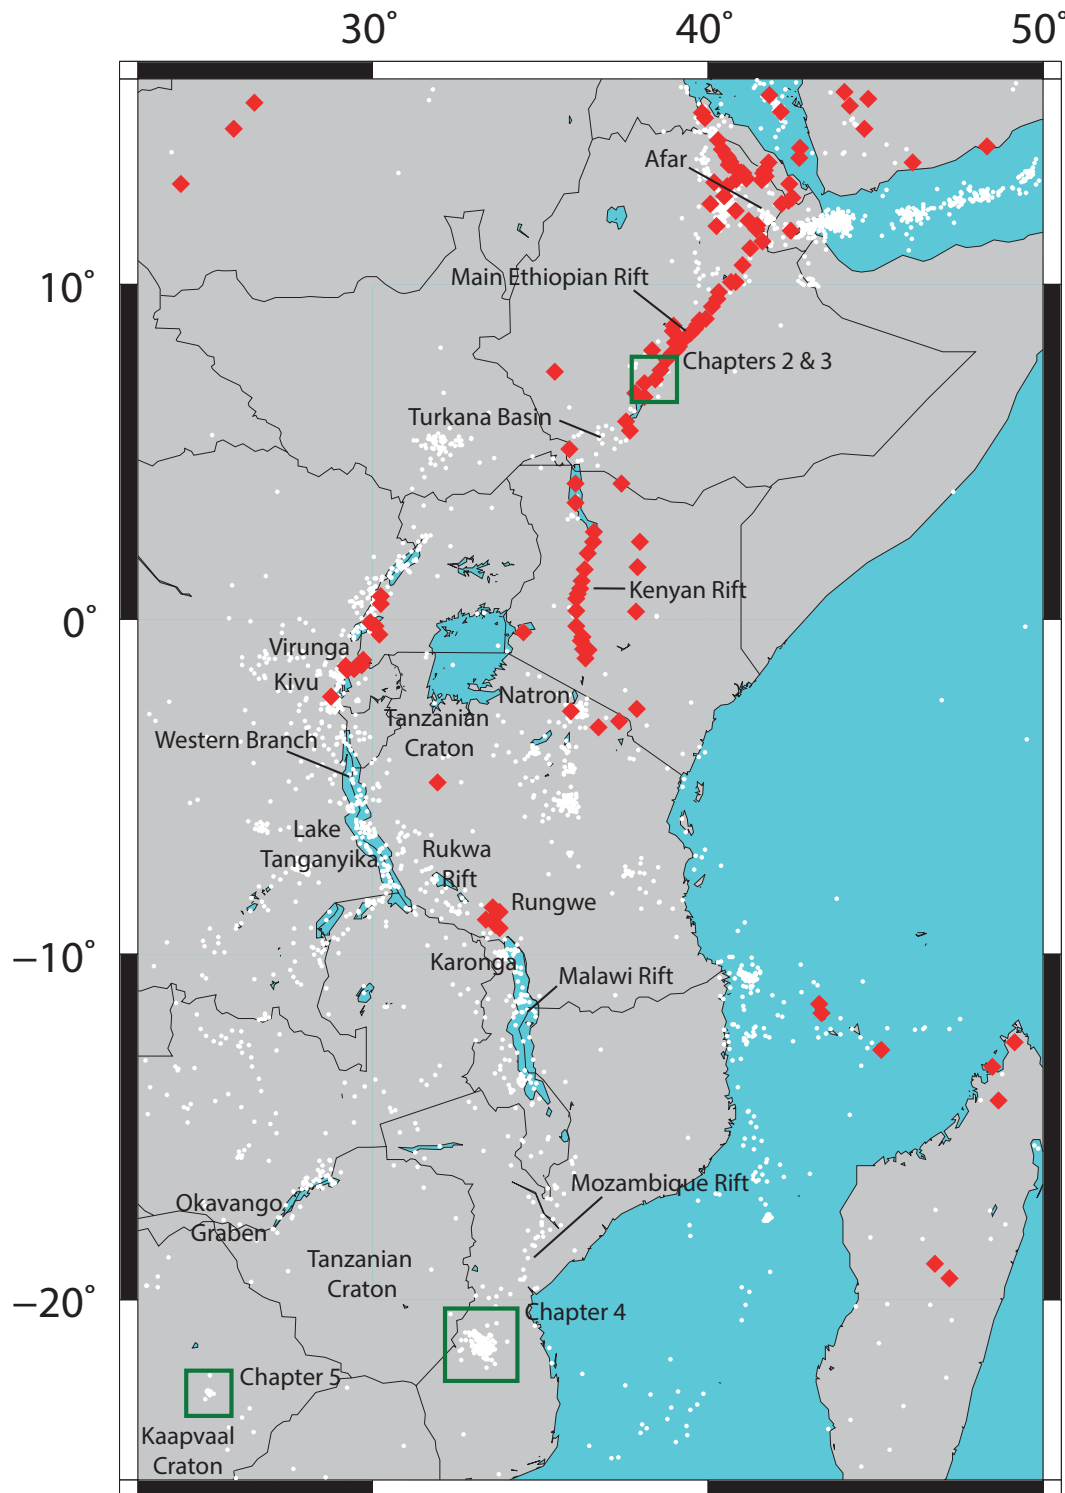 30°
40°
50°
Afar
10°
Main Ethiopian Rift
Chapters 2 & 3
Turkana Basin
Kenyan Rift
0°
Virunga
Kivu
Natron
Tanzanian
Craton
Western Branch
Lake
Tanganyika
Rukwa
Rift
Rungwe
−10°
Karonga
Malawi Rift
Mozambique Rift
Okavango
Graben
Tanzanian
Craton
−20°
Chapter 4
Chapter 5
Kaapvaal
Craton